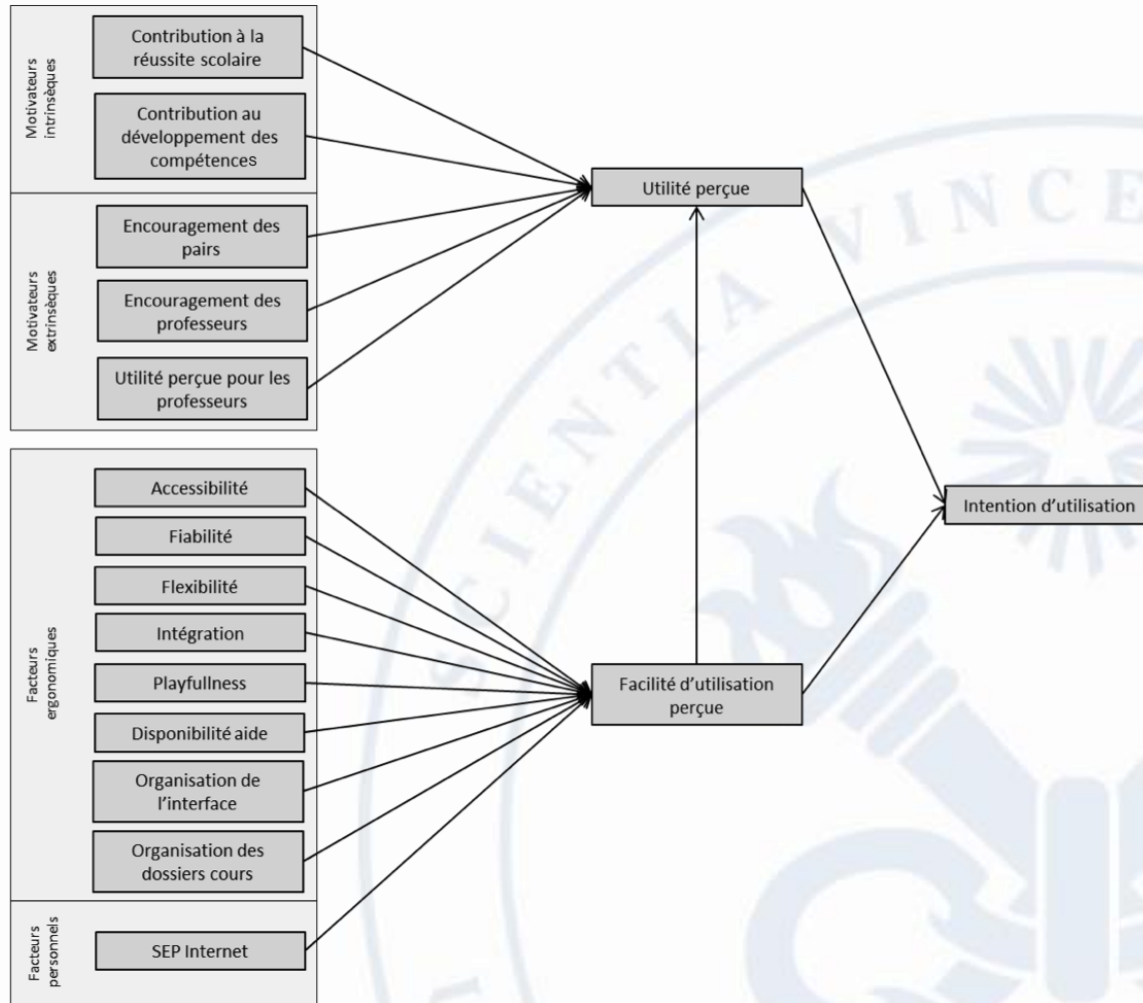 Motivateurs
intrinsèques
Contribution à la
réussite scolaire
Contribution au
développement des
compétences
Motivateurs
extrinsèques
Encouragement des
pairs
Encouragement des
professeurs
Utilité perçue pour les
professeurs
Facteurs
ergonomiques
Accessibilité
Fiabilité
Flexibilité
Intégration
Playfullness
Disponibilité aide
Organisation de
l'interface
Organisation des
dossiers cours
Facteurs
personnels
SEP Internet
Utilité perçue
Facilité d'utilisation
perçue
Intention d'utilisation
SCIENTIA VINCE